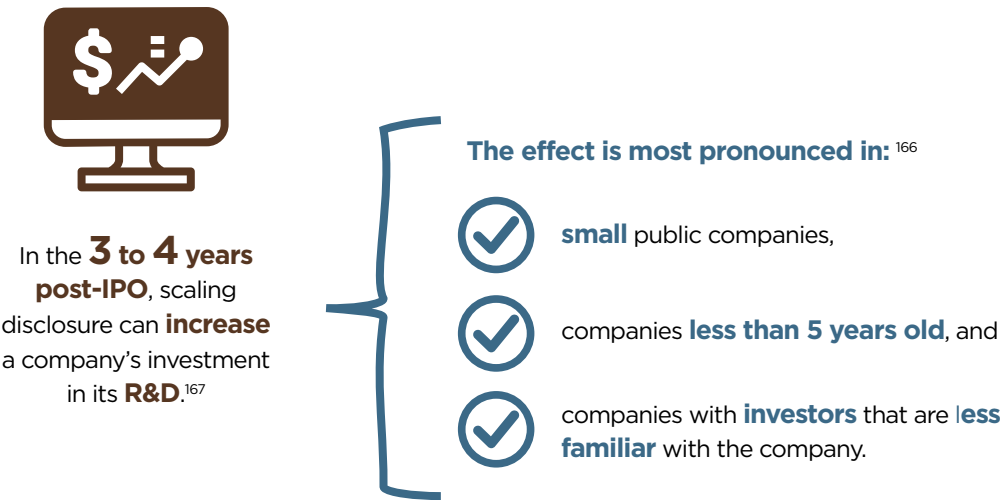 $
In the 3 to 4 years
post-IPO, scaling
disclosure can increase
a company's investment
in its R&D.167
The effect is most pronounced in: 166
small public companies,
companies less than 5 years old, and
companies with investors that are less
familiar with the company.